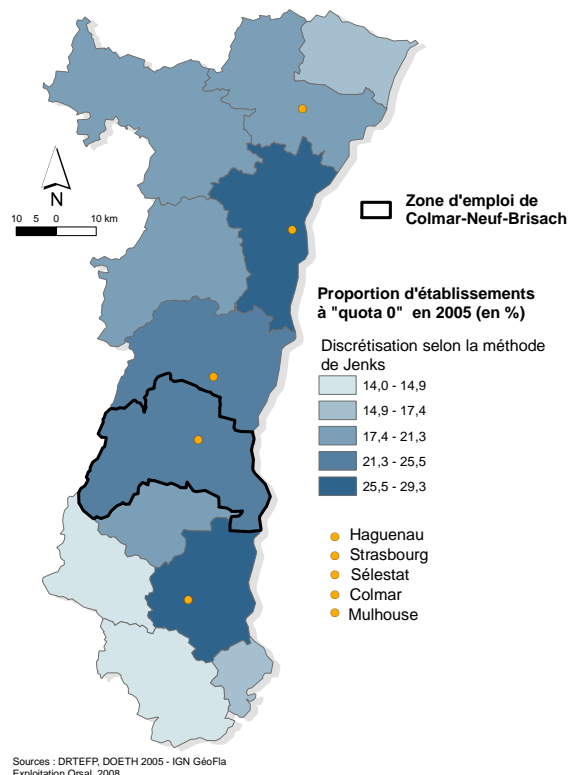 N
10 5 0 10 km
Zone d'emploi de
Colmar-Neuf-Brisach
Proportion d'établissements
à "quota 0" en 2005 (en %)
Discrétisation selon la méthode
de Jenks
14,0 - 14,9
14,9 - 17,4
17,4 - 21,3
21,3 - 25,5
25,5 - 29,3
Haguenau
Strasbourg
Sélestat
Colmar
Mulhouse
Sources : DRTEFP, DOETH 2005 - IGN GéoFla
Exploitation Orsal, 2008